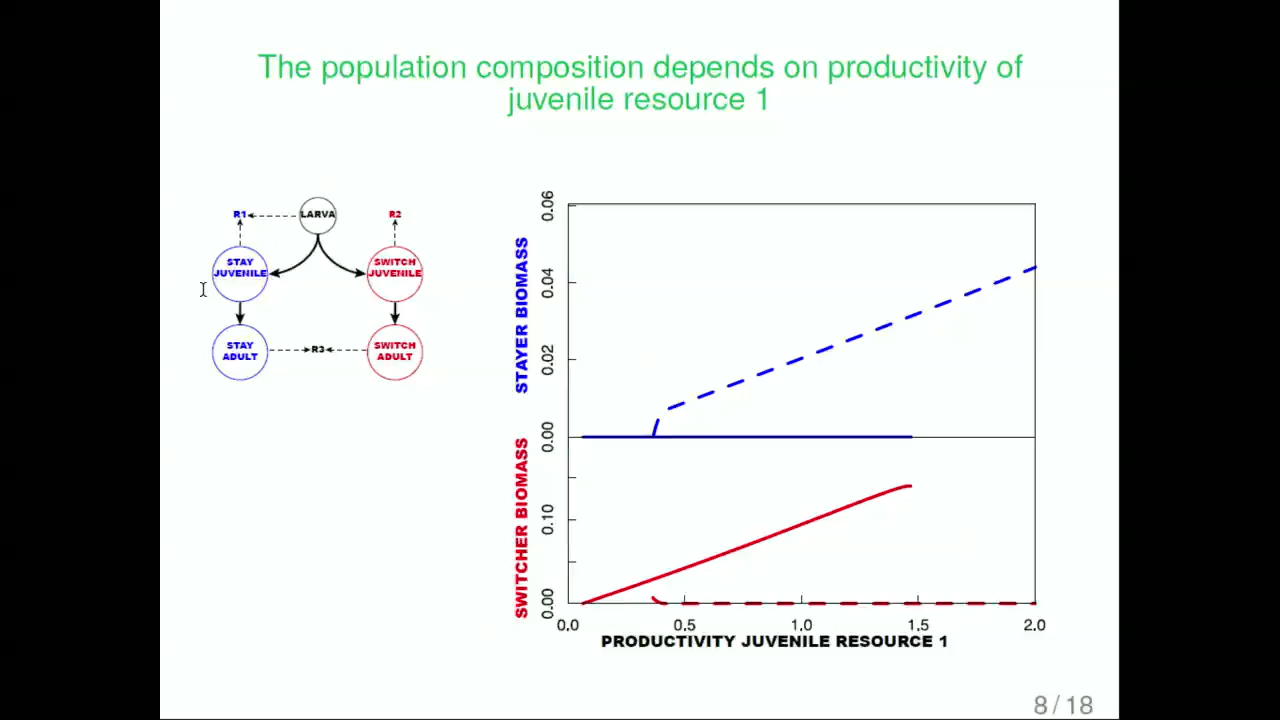 The population composition depends on productivity of
juvenile resource 1
R1
LARVA
R2
STAY
JUVENILE
SWITCH
JUVENILE
STAY
ADULT
R3
SWITCH
ADULT
STAYER BIOMASS
0.06
0.04
0.02
0.00
SWITCHER BIOMASS
0.10
0.00
0.0 0.5 1.0 1.5 2.0
PRODUCTIVITY JUVENILE RESOURCE 1
8 / 18